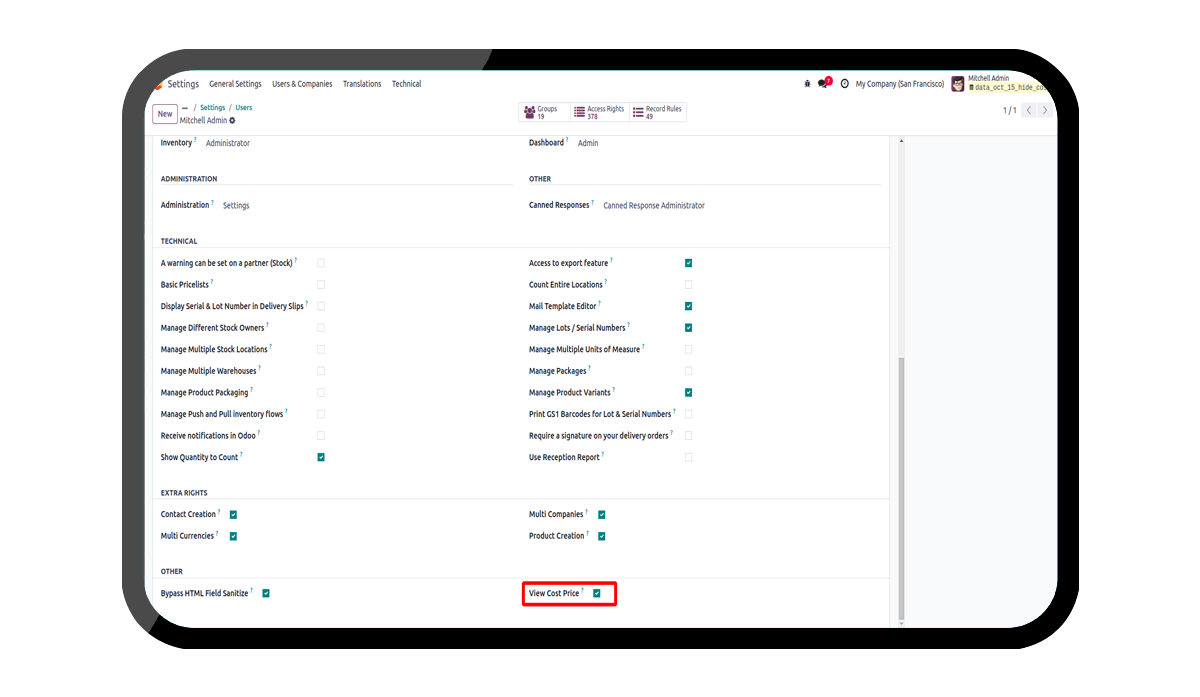 Settings General Settings Users & Companies Translations Technical
7
My Company (San Francisco)
Mitchell Admin
data_oct_15_hide_cos
New
... / Settings / Users
Mitchell Admin
Groups
19
Access Rights
378
Record Rules
49
1 / 1
Inventory ? Administrator
Dashboard ? Admin
ADMINISTRATION
OTHER
Administration ? Settings
Canned Responses ? Canned Response Administrator
TECHNICAL
A warning can be set on a partner (Stock) ?
Access to export feature ?
Basic Pricelists ?
Count Entire Locations ?
Display Serial & Lot Number in Delivery Slips ?
Mail Template Editor ?
Manage Different Stock Owners ?
Manage Lots / Serial Numbers ?
Manage Multiple Stock Locations ?
Manage Multiple Units of Measure ?
Manage Multiple Warehouses ?
Manage Packages ?
Manage Product Packaging ?
Manage Product Variants ?
Manage Push and Pull inventory flows ?
Print GS1 Barcodes for Lot & Serial Numbers ?
Receive notifications in Odoo ?
Require a signature on your delivery orders ?
Show Quantity to Count ?
Use Reception Report ?
EXTRA RIGHTS
Contact Creation ?
Multi Companies ?
Multi Currencies ?
Product Creation ?
OTHER
Bypass HTML Field Sanitize ?
View Cost Price ?